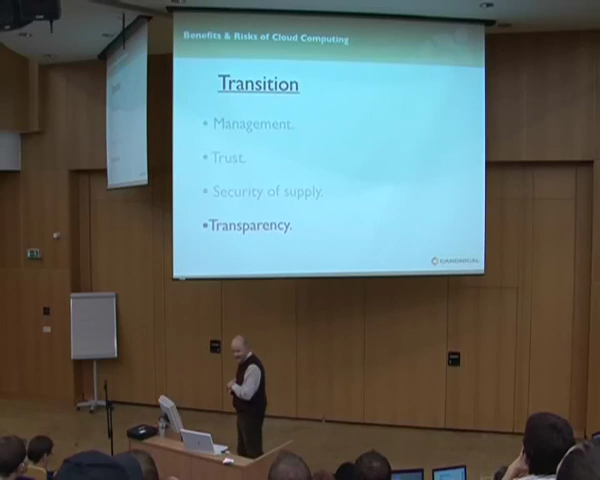 Benefits & Risks of Cloud Computing
Transition
• Management.
• Trust.
• Security of supply.
•Transparency.
CANONICAL